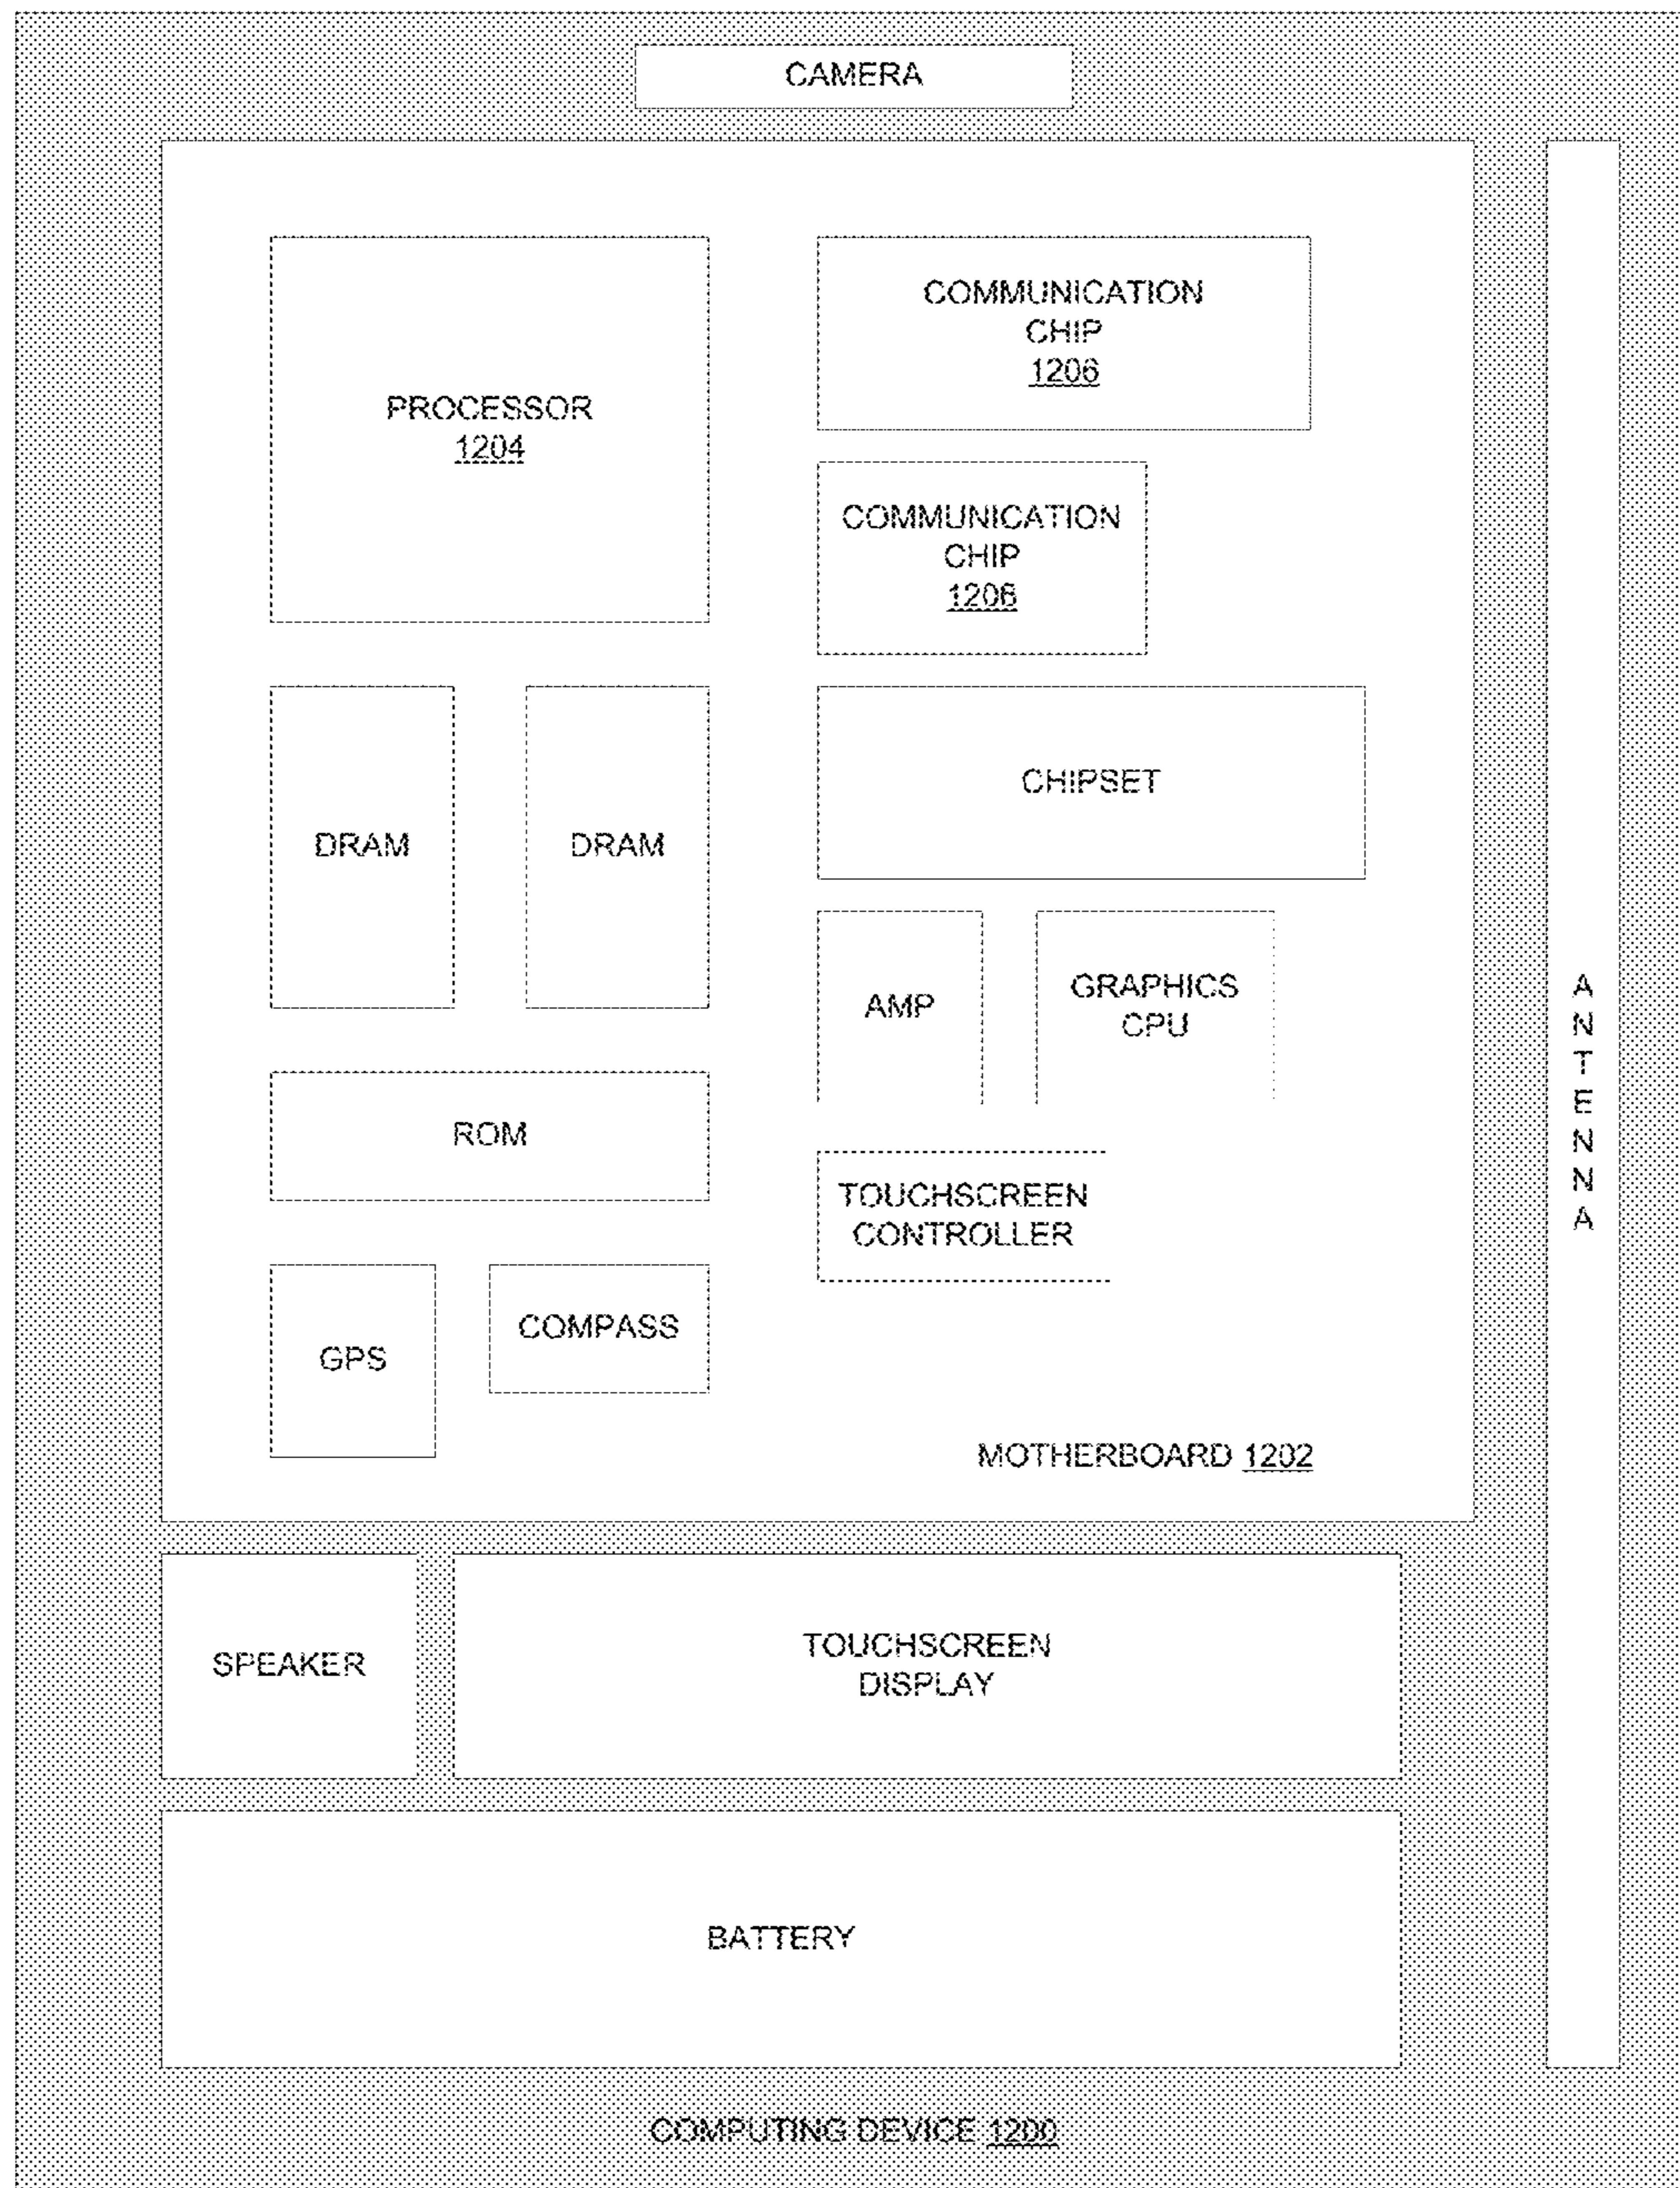 CAMERA
PROCESSOR
1204
COMMUNICATION
CHIP
1206
COMMUNICATION
CHIP
1206
DRAM
DRAM
CHIPSET
AMP
GRAPHICS
CPU
ROM
TOUCHSCREEN
CONTROLLER
GPS
COMPASS
MOTHERBOARD 1202
ANTENNA
SPEAKER
TOUCHSCREEN
DISPLAY
BATTERY
COMPUTING DEVICE 1200